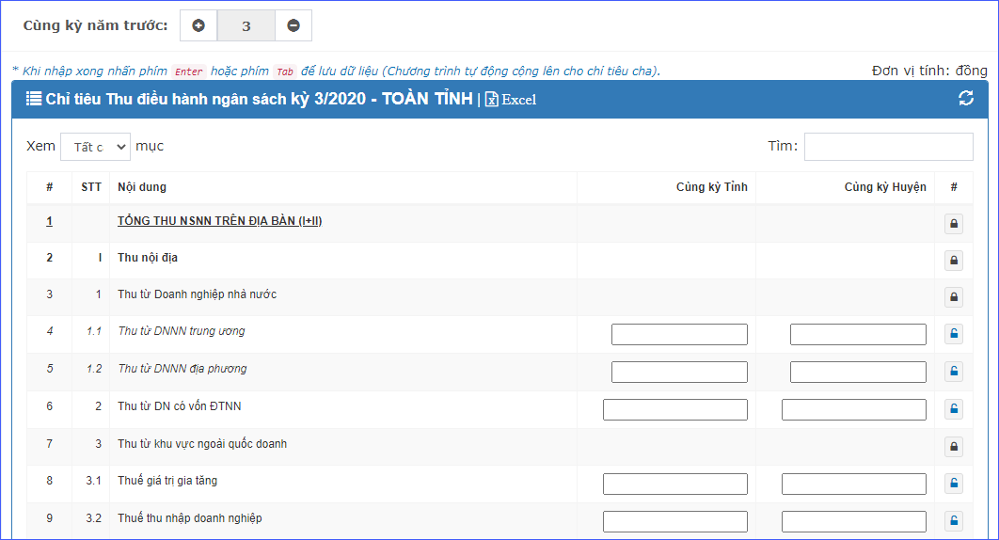 Cùng kỳ năm trước: 3
* Khi nhập xong nhấn phím Enter hoặc phím Tab để lưu dữ liệu (Chương trình tự động cộng lên cho chỉ tiêu cha). Đơn vị tính: đồng
Chỉ tiêu Thu điều hành ngân sách kỳ 3/2020 - TOÀN TỈNH | Excel
Xem Tất c mục Tìm:
# STT Nội dung Cùng kỳ Tỉnh Cùng kỳ Huyện #
1 TỔNG THU NSNN TRÊN ĐỊA BÀN (I+II)
2 I Thu nội địa
3 1 Thu từ Doanh nghiệp nhà nước
4 1.1 Thu từ DNNN trung ương
5 1.2 Thu từ DNNN địa phương
6 2 Thu từ DN có vốn ĐTNN
7 3 Thu từ khu vực ngoài quốc doanh
8 3.1 Thuế giá trị gia tăng
9 3.2 Thuế thu nhập doanh nghiệp